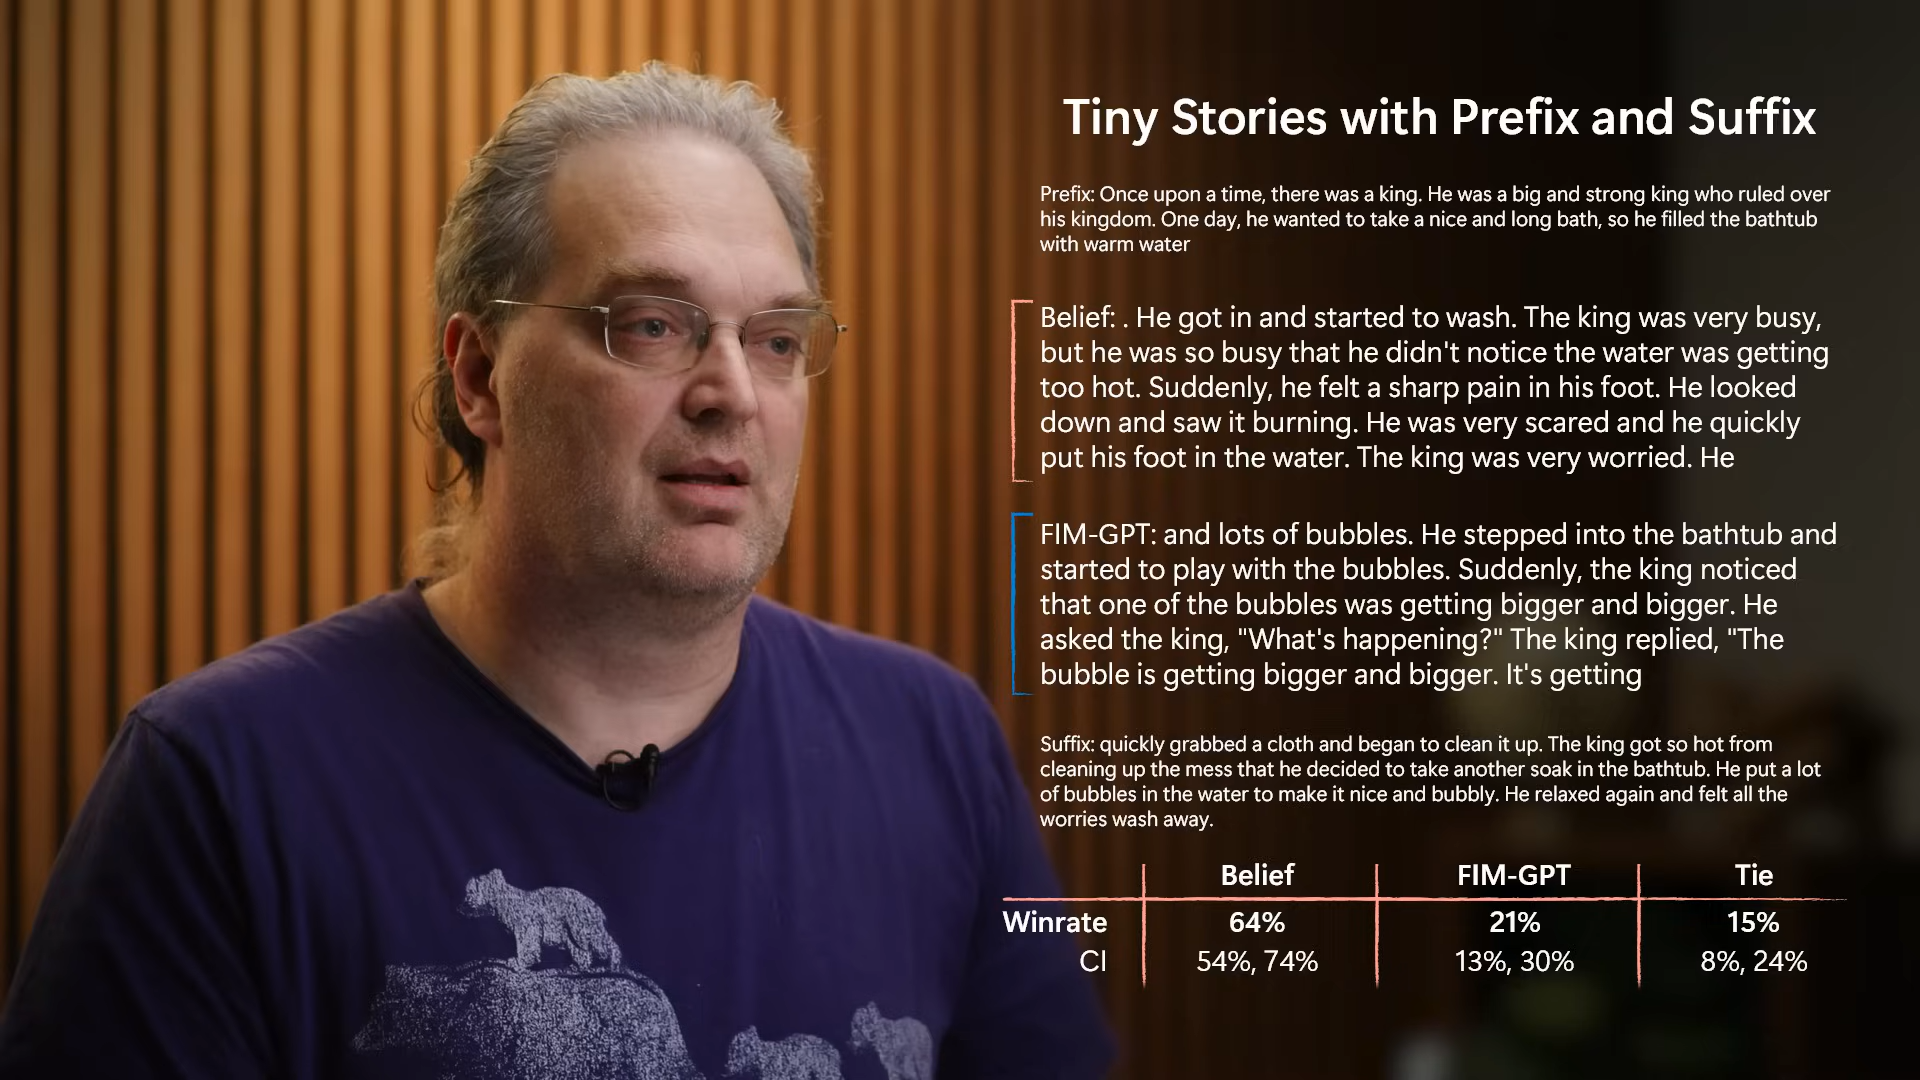 Tiny Stories with Prefix and Suffix
Prefix: Once upon a time, there was a king. He was a big and strong king who ruled over
his kingdom. One day, he wanted to take a nice and long bath, so he filled the bathtub
with warm water
Belief: . He got in and started to wash. The king was very busy,
but he was so busy that he didn't notice the water was getting
too hot. Suddenly, he felt a sharp pain in his foot. He looked
down and saw it burning. He was very scared and he quickly
put his foot in the water. The king was very worried. He
FIM-GPT: and lots of bubbles. He stepped into the bathtub and
started to play with the bubbles. Suddenly, the king noticed
that one of the bubbles was getting bigger and bigger. He
asked the king, "What's happening?" The king replied, "The
bubble is getting bigger and bigger. It's getting
Suffix: quickly grabbed a cloth and began to clean it up. The king got so hot from
cleaning up the mess that he decided to take another soak in the bathtub. He put a lot
of bubbles in the water to make it nice and bubbly. He relaxed again and felt all the
worries wash away.
Belief FIM-GPT Tie
Winrate 64% 21% 15%
CI 54%, 74% 13%, 30% 8%, 24%